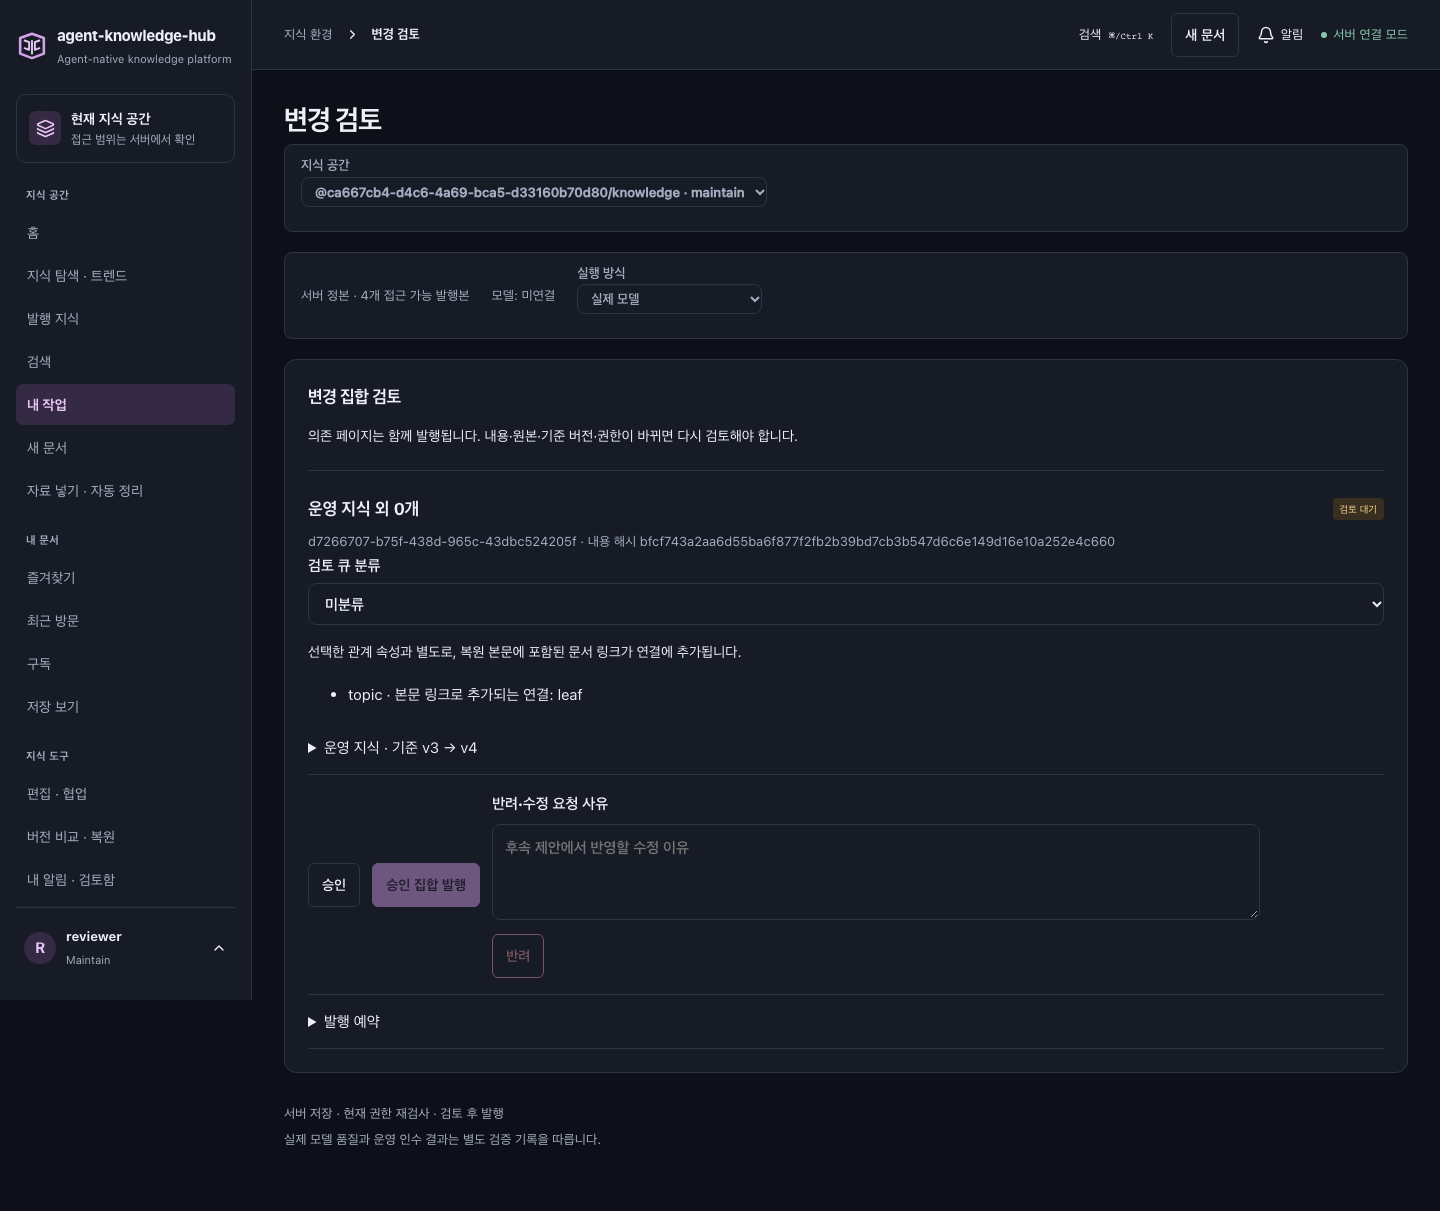 agent-knowledge-hub
Agent-native knowledge platform
현재 지식 공간
접근 범위는 서버에서 확인
지식 공간
홈
지식 탐색 · 트렌드
발행 지식
검색
내 작업
새 문서
자료 넣기 · 자동 정리
내 문서
즐겨찾기
최근 방문
구독
저장 보기
지식 도구
편집 · 협업
버전 비교 · 복원
내 알림 · 검토함
R
reviewer
Maintain
지식 환경 > 변경 검토
검색 ⌘/Ctrl K
새 문서
알림
서버 연결 모드
변경 검토
지식 공간
@ca667cb4-d4c6-4a69-bca5-d33160b70d80/knowledge · maintain
서버 정본 · 4개 접근 가능 발행본
모델: 미연결
실행 방식
실제 모델
변경 집합 검토
의존 페이지는 함께 발행됩니다. 내용·원본·기준 버전·권한이 바뀌면 다시 검토해야 합니다.
운영 지식 외 0개
검토 대기
d7266707-b75f-438d-965c-43dbc524205f · 내용 해시 bfcf743a2aa6d55ba6f877f2fb2b39bd7cb3b547d6c6e149d16e10a252e4c660
검토 큐 분류
미분류
선택한 관계 속성과 별도로, 복원 본문에 포함된 문서 링크가 연결에 추가됩니다.
• topic · 본문 링크로 추가되는 연결: leaf
▶ 운영 지식 · 기준 v3 → v4
반려·수정 요청 사유
후속 제안에서 반영할 수정 이유
승인
승인 집합 발행
반려
▶ 발행 예약
서버 저장 · 현재 권한 재검사 · 검토 후 발행
실제 모델 품질과 운영 인수 결과는 별도 검증 기록을 따릅니다.